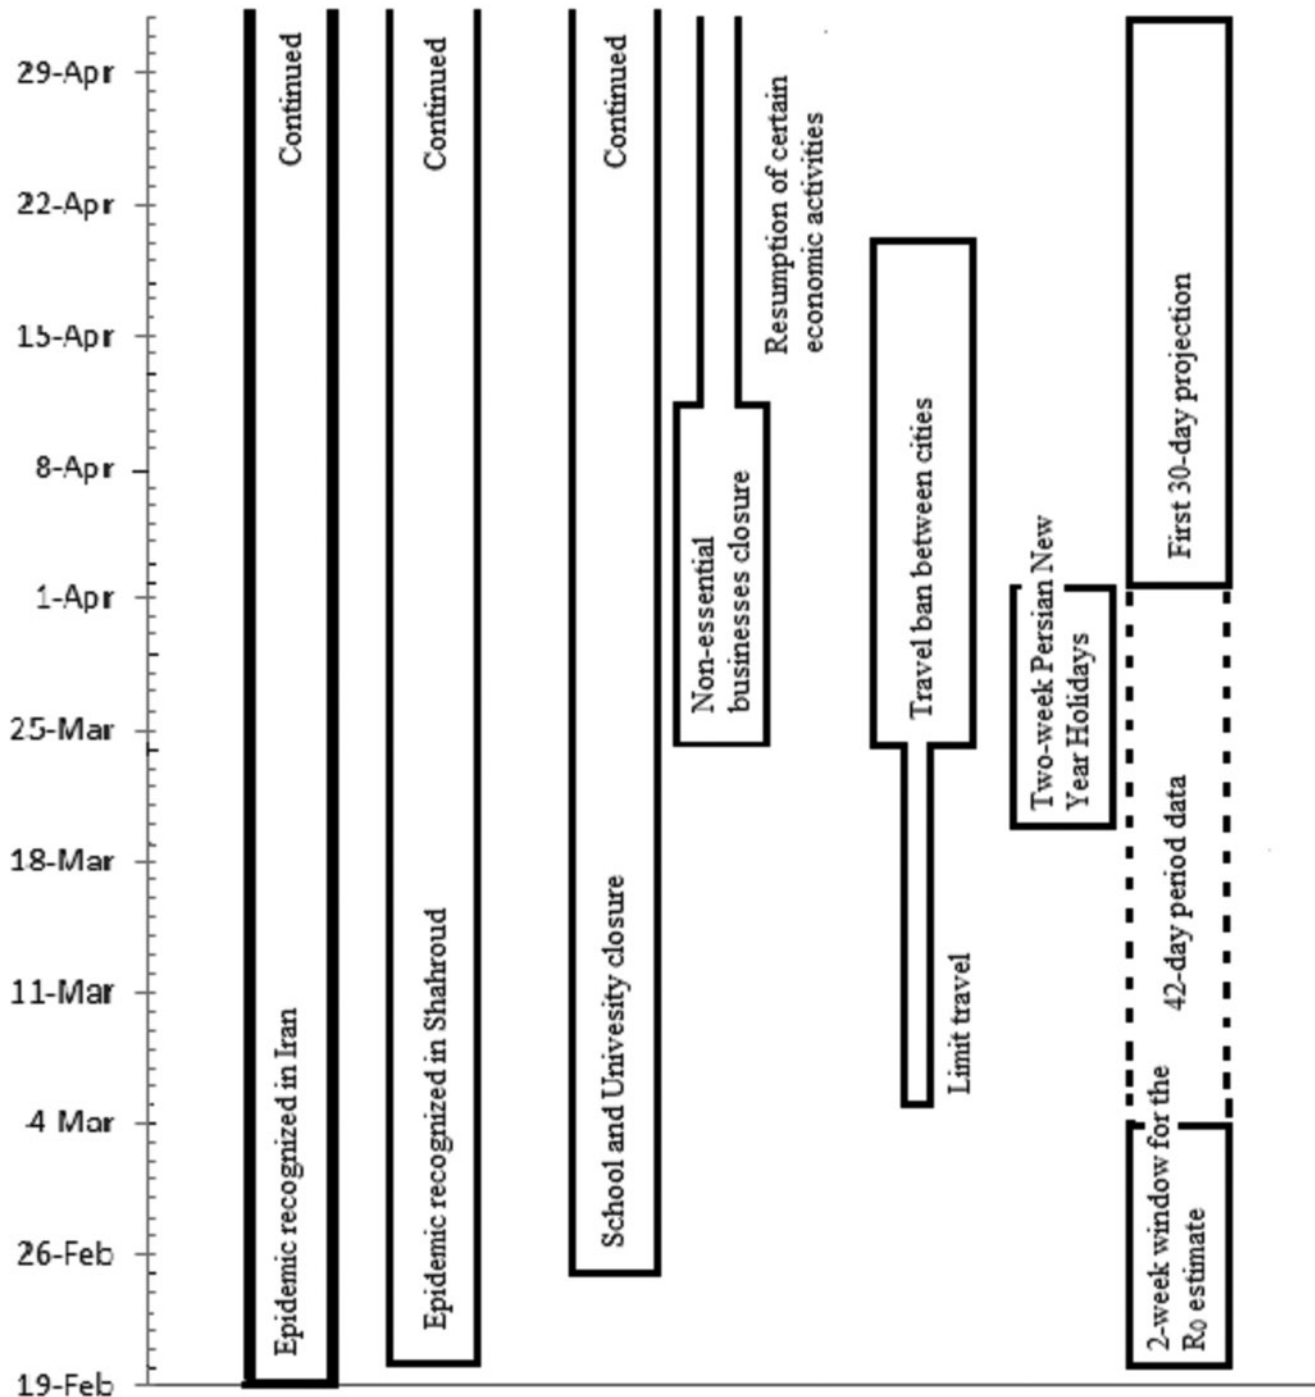 29-Apr
22-Apr
15-Apr
8-Apr
1-Apr
25-Mar
18-Mar
11-Mar
4 Mar
26-Feb
19-Feb
Continued
Epidemic recognized in Iran
Continued
Epidemic recognized in Shahroud
Continued
School and Univesity closure
Non-essential
businesses closure
Resumption of certain
economic activities
Travel ban between cities
Limit travel
Two-week Persian New
Year Holidays
First 30-day projection
42-day period data
2-week window for the
R₀ estimate